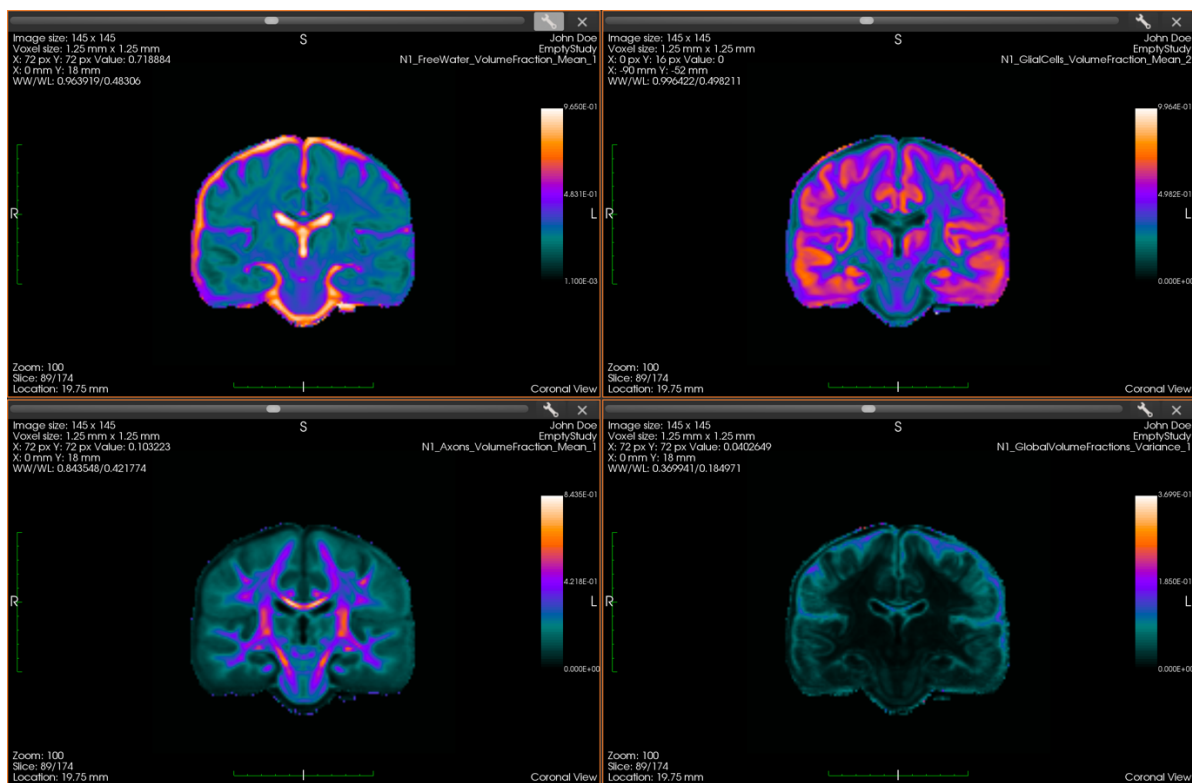 Image size: 145 x 145
Voxel size: 1.25 mm x 1.25 mm
X: 72 px Y: 72 px Value: 0.718884
X: 0 mm Y: 18 mm
WW/WL: 0.963919/0.48306
S
John Doe
EmptyStudy
N1_FreeWater_VolumeFraction_Mean_1
9.650E-01
4.831E-01
1.100E-03
R
L
Zoom: 100
Slice: 89/174
Location: 19.75 mm
Coronal View
Image size: 145 x 145
Voxel size: 1.25 mm x 1.25 mm
X: 0 px Y: 16 px Value: 0
X: -90 mm Y: -52 mm
WW/WL: 0.996422/0.498211
S
John Doe
EmptyStudy
N1_GlialCells_VolumeFraction_Mean_2
9.964E-01
4.982E-01
0.000E+00
R
L
Zoom: 100
Slice: 89/174
Location: 19.75 mm
Coronal View
Image size: 145 x 145
Voxel size: 1.25 mm x 1.25 mm
X: 72 px Y: 72 px Value: 0.103223
X: 0 mm Y: 18 mm
WW/WL: 0.843548/0.421774
S
John Doe
EmptyStudy
N1_Axons_VolumeFraction_Mean_1
8.435E-01
4.218E-01
0.000E+00
R
L
Zoom: 100
Slice: 89/174
Location: 19.75 mm
Coronal View
Image size: 145 x 145
Voxel size: 1.25 mm x 1.25 mm
X: 72 px Y: 72 px Value: 0.0402649
X: 0 mm Y: 18 mm
WW/WL: 0.369941/0.184971
S
John Doe
EmptyStudy
N1_GlobalVolumeFractions_Variance_1
3.699E-01
1.850E-01
0.000E+00
R
L
Zoom: 100
Slice: 89/174
Location: 19.75 mm
Coronal View